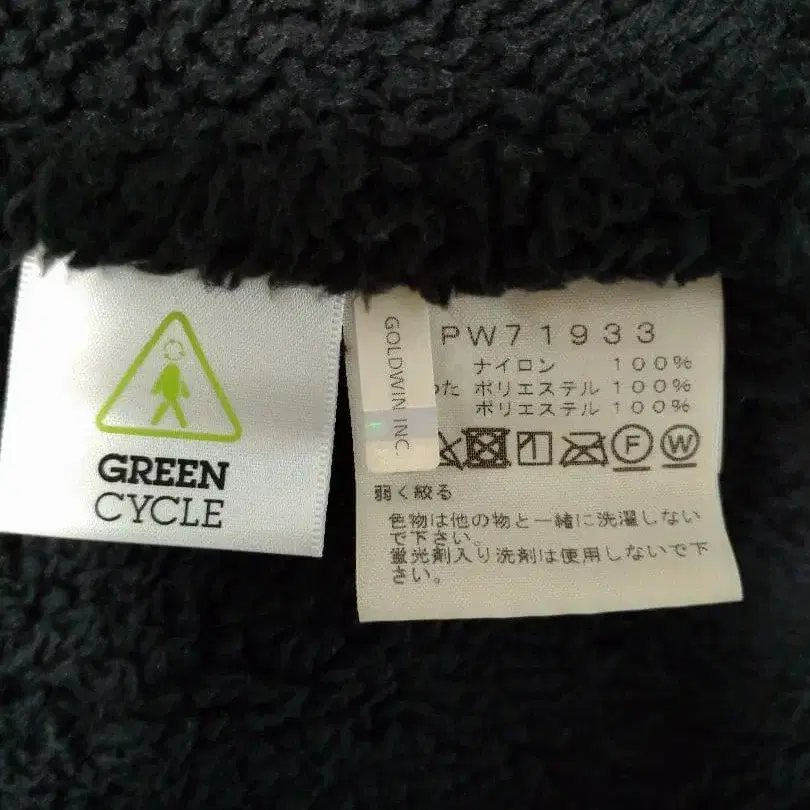 GREEN
CYCLE
GOLDWIN INC.
PW71933
ナイロン 100%
わた ポリエステル 100%
ポリエステル 100%
F W
弱く絞る
色物は他の物と一緒に洗濯しない
で下さい。
蛍光剤入り洗剤は使用しないで下
さい。